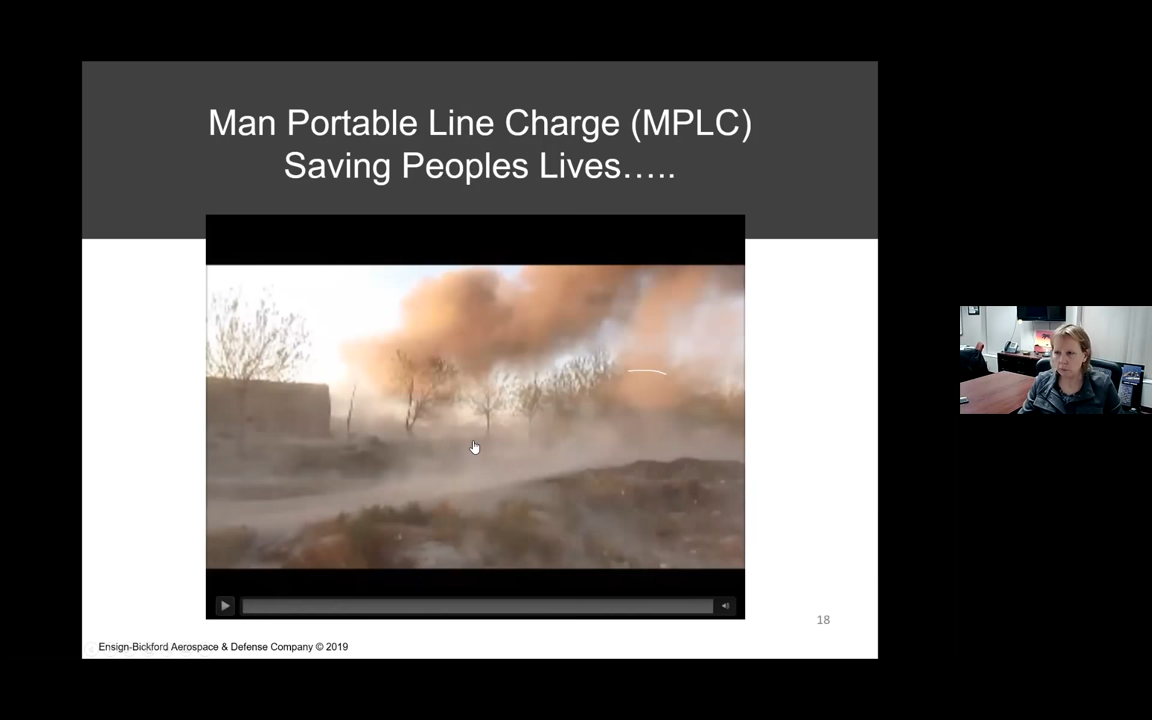 Man Portable Line Charge (MPLC)
Saving Peoples Lives.....
18
Ensign-Bickford Aerospace & Defense Company © 2019